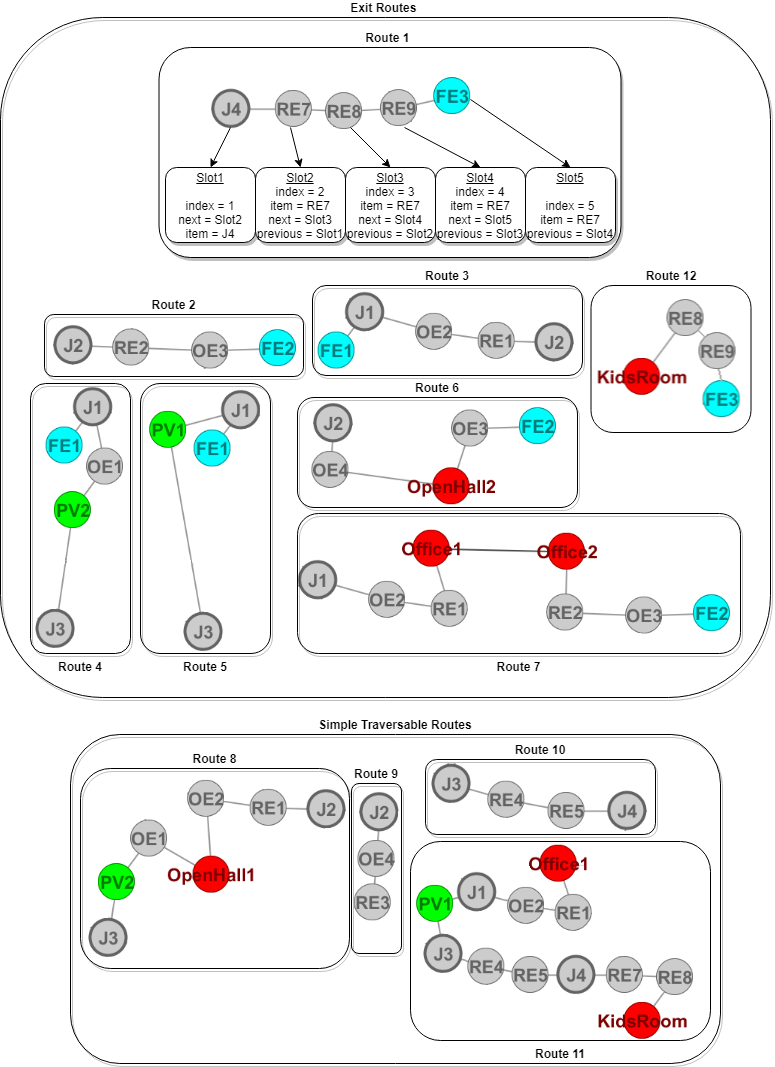 Exit Routes
Route 1
J4
RE7
RE8
RE9
FE3
Slot1
index = 1
next = Slot2
item = J4
Slot2
index = 2
item = RE7
next = Slot3
previous = Slot1
Slot3
index = 3
item = RE7
next = Slot4
previous = Slot2
Slot4
index = 4
item = RE7
next = Slot5
previous = Slot3
Slot5
index = 5
item = RE7
previous = Slot4
Route 2
J2
RE2
OE3
FE2
Route 3
J1
FE1
OE2
RE1
J2
Route 12
RE8
RE9
KidsRoom
FE3
J1
FE1
OE1
PV2
J3
Route 4
PV1
J1
FE1
J3
Route 5
Route 6
J2
OE3
FE2
OE4
OpenHall2
Office1
Office2
J1
OE2
RE1
RE2
OE3
FE2
Route 7
Simple Traversable Routes
Route 8
OE2
RE1
J2
OE1
OpenHall1
PV2
J3
Route 9
J2
OE4
RE3
Route 10
J3
RE4
RE5
J4
Office1
PV1
J1
OE2
RE1
J3
RE4
RE5
J4
RE7
RE8
KidsRoom
Route 11